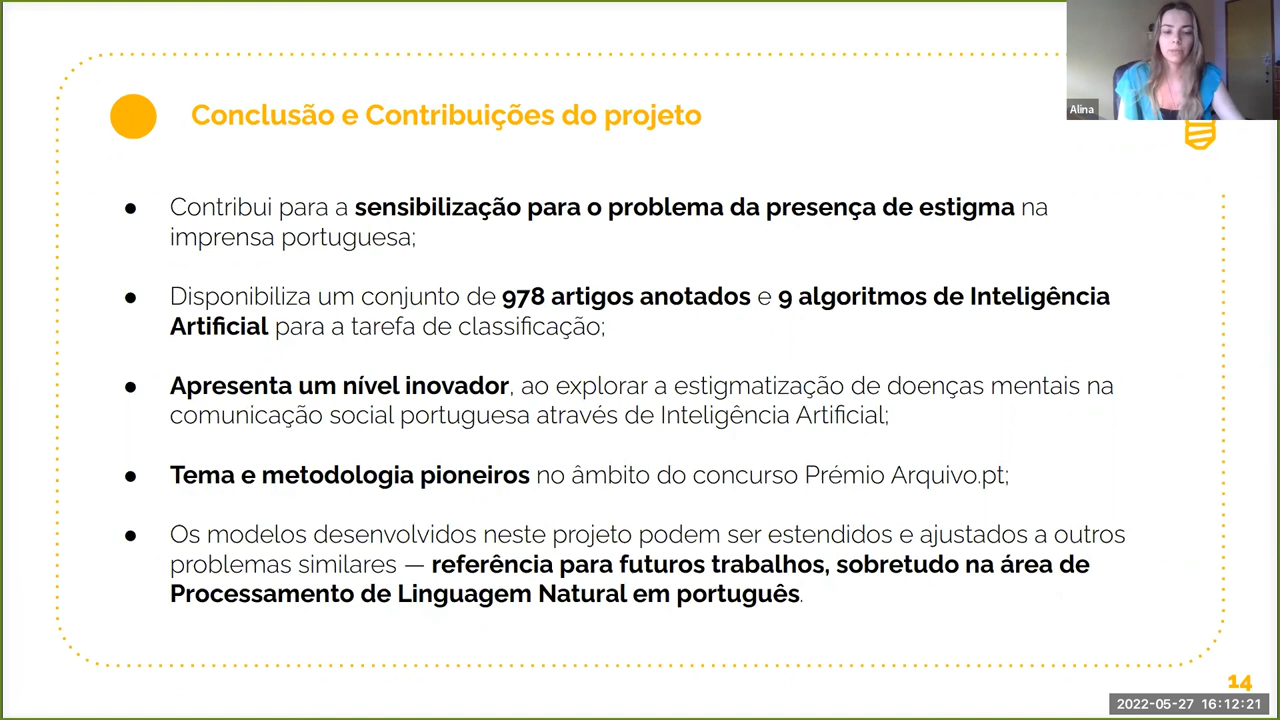 Alina
Conclusão e Contribuições do projeto
● Contribui para a sensibilização para o problema da presença de estigma na
imprensa portuguesa;
● Disponibiliza um conjunto de 978 artigos anotados e 9 algoritmos de Inteligência
Artificial para a tarefa de classificação;
● Apresenta um nível inovador, ao explorar a estigmatização de doenças mentais na
comunicação social portuguesa através de Inteligência Artificial;
● Tema e metodologia pioneiros no âmbito do concurso Prémio Arquivo.pt;
● Os modelos desenvolvidos neste projeto podem ser estendidos e ajustados a outros
problemas similares — referência para futuros trabalhos, sobretudo na área de
Processamento de Linguagem Natural em português.
14
2022-05-27 16:12:21